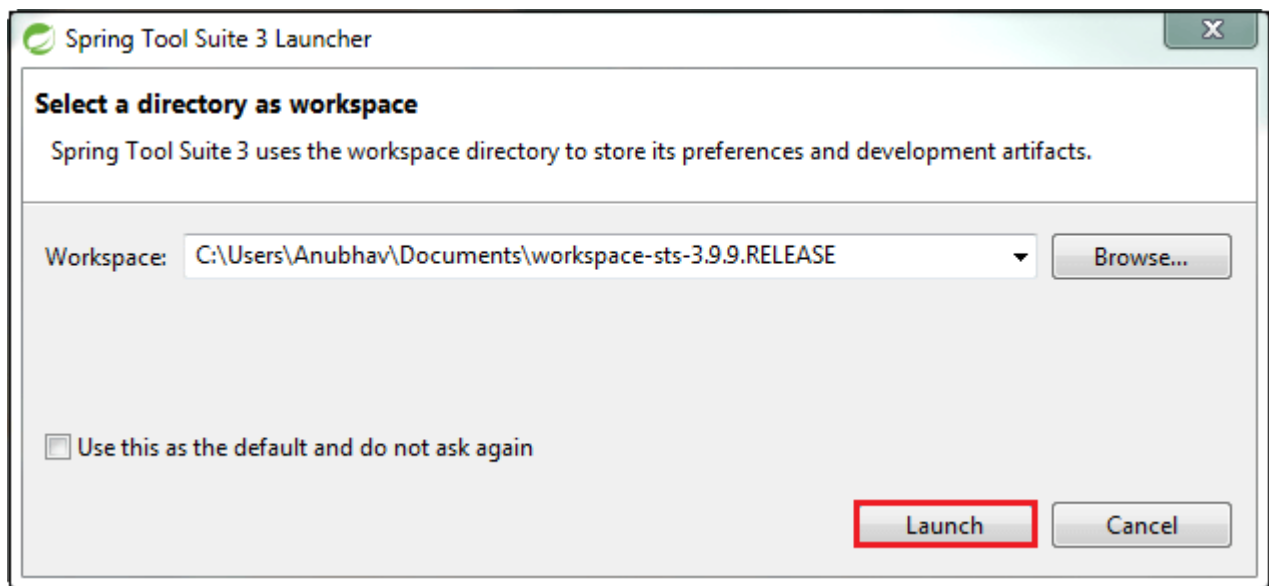 Spring Tool Suite 3 Launcher
X
Select a directory as workspace
Spring Tool Suite 3 uses the workspace directory to store its preferences and development artifacts.
Workspace: C:\Users\Anubhav\Documents\workspace-sts-3.9.9.RELEASE Browse...
Use this as the default and do not ask again
Launch Cancel